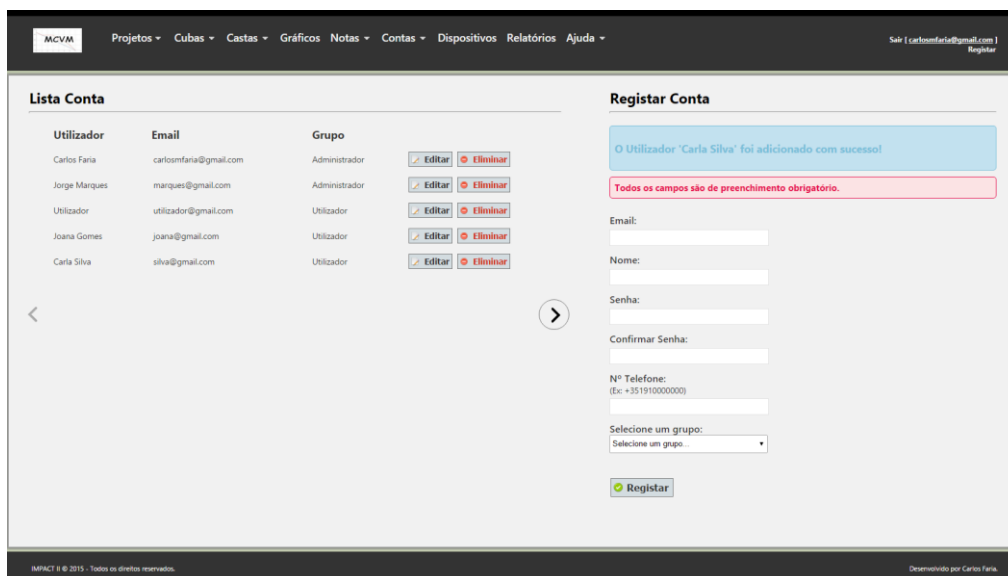 MCVM
Projetos Cubas Castas Gráficos Notas Contas Dispositivos Relatórios Ajuda
Sair [ carlosmfaria@gmail.com ]
Registar
Lista Conta
Utilizador Email Grupo
Carlos Faria carlosmfaria@gmail.com Administrador Editar Eliminar
Jorge Marques marques@gmail.com Administrador Editar Eliminar
Utilizador utilizador@gmail.com Utilizador Editar Eliminar
Joana Gomes joana@gmail.com Utilizador Editar Eliminar
Carla Silva silva@gmail.com Utilizador Editar Eliminar
Registar Conta
O Utilizador 'Carla Silva' foi adicionado com sucesso!
Todos os campos são de preenchimento obrigatório.
Email:
Nome:
Senha:
Confirmar Senha:
Nº Telefone:
(Ex: +351910000000)
Selecione um grupo:
Selecione um grupo...
Registar
IMPACT II © 2015 - Todos os direitos reservados.
Desenvolvido por Carlos Faria.